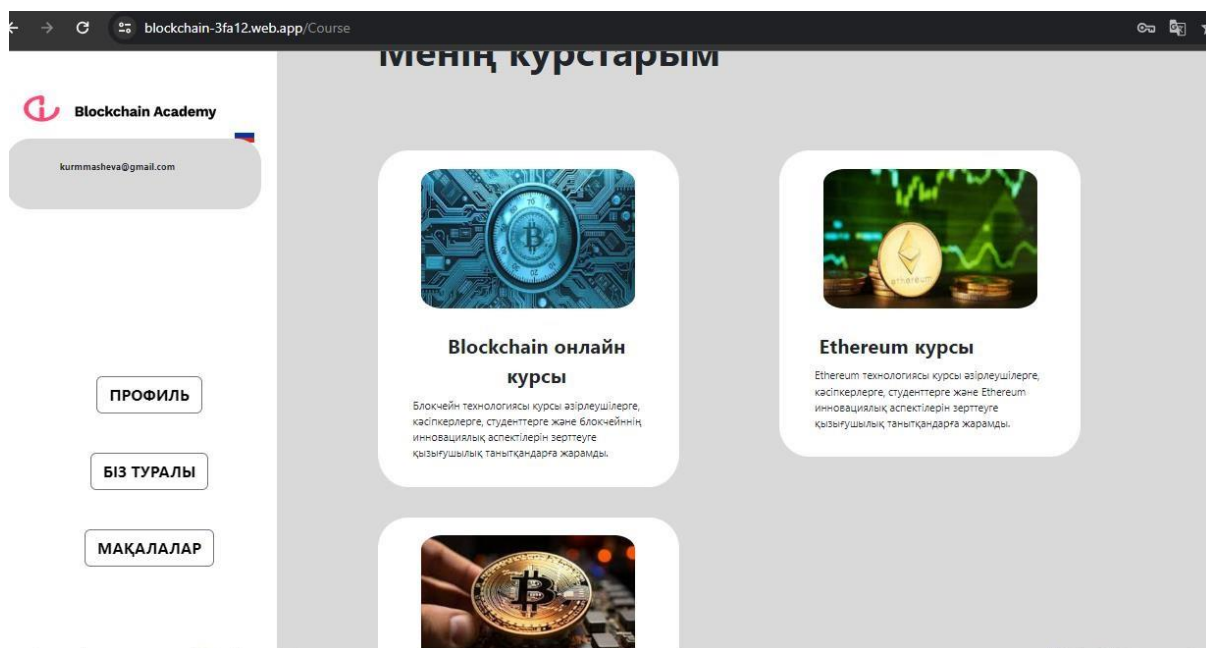 blockchain-3fa12.web.app/Course
Менің курстарым
Blockchain Academy
kurmmasheva@gmail.com
ПРОФИЛЬ
БІЗ ТУРАЛЫ
МАҚАЛАЛАР
Blockchain онлайн
курсы
Блокчейн технологиясы курсы әзірлеушілерге,
кәсіпкерлерге, студенттерге және блокчейннің
инновациялық аспектілерін зерттеуге
қызығушылық танытқандарға жарамды.
ethereum
Ethereum курсы
Ethereum технологиясы курсы әзірлеушілерге,
кәсіпкерлерге, студенттерге және Ethereum
инновациялық аспектілерін зерттеуге
қызығушылық танытқандарға жарамды.